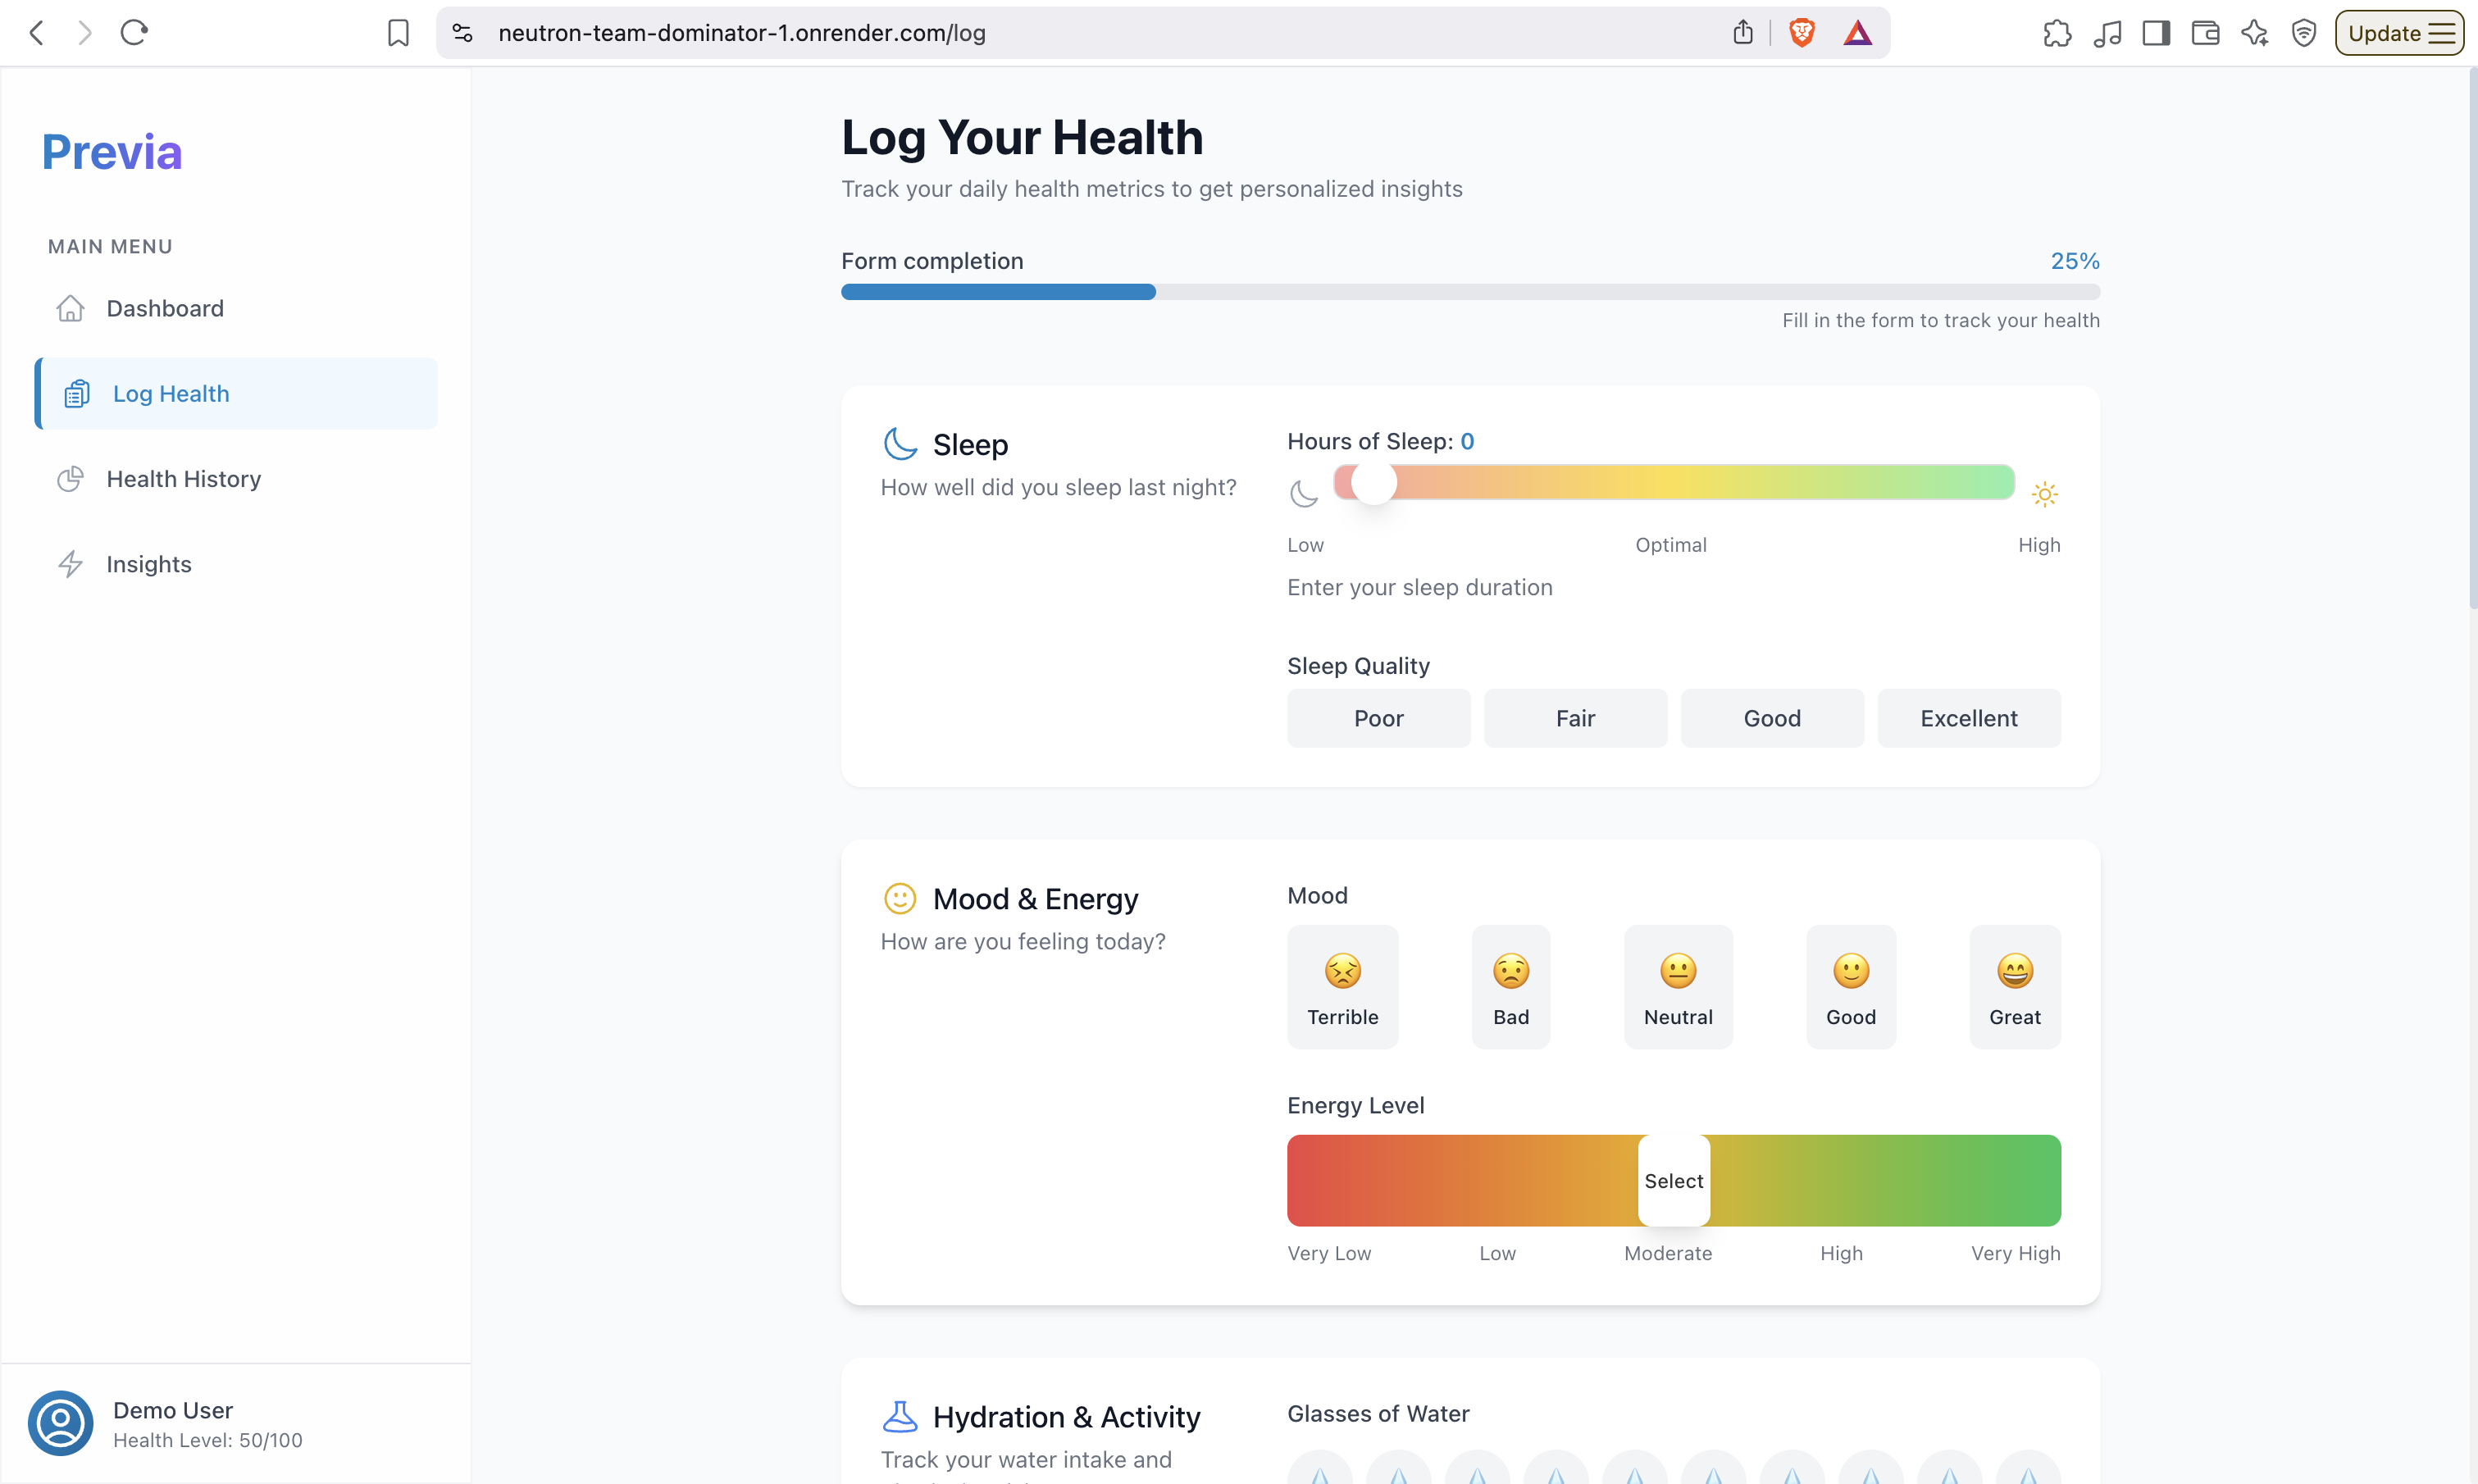 neutron-team-dominator-1.onrender.com/log
Update
Previa
MAIN MENU
Dashboard
Log Health
Health History
Insights
Demo User
Health Level: 50/100
Log Your Health
Track your daily health metrics to get personalized insights
Form completion
25%
Fill in the form to track your health
Sleep
How well did you sleep last night?
Hours of Sleep: 0
Low
Optimal
High
Enter your sleep duration
Sleep Quality
Poor
Fair
Good
Excellent
Mood & Energy
How are you feeling today?
Mood
Terrible
Bad
Neutral
Good
Great
Energy Level
Select
Very Low
Low
Moderate
High
Very High
Hydration & Activity
Track your water intake and
Glasses of Water